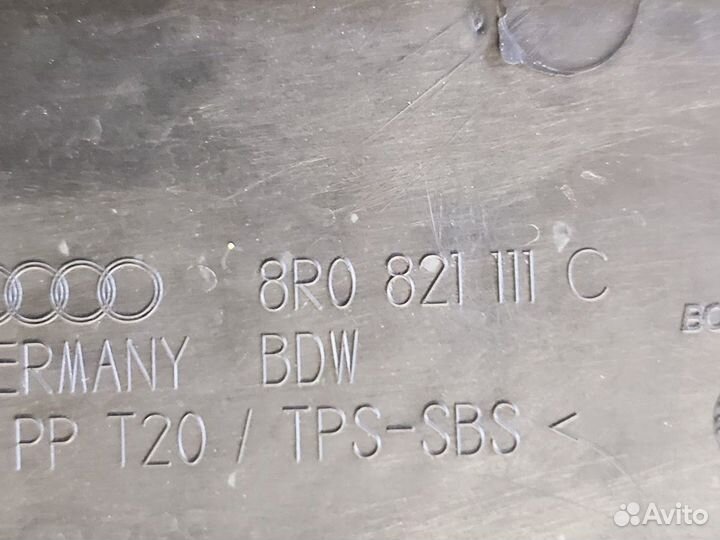 8R0 821 111 C
ERMANY BDW
PP T20 / TPS-SBS <
Avito